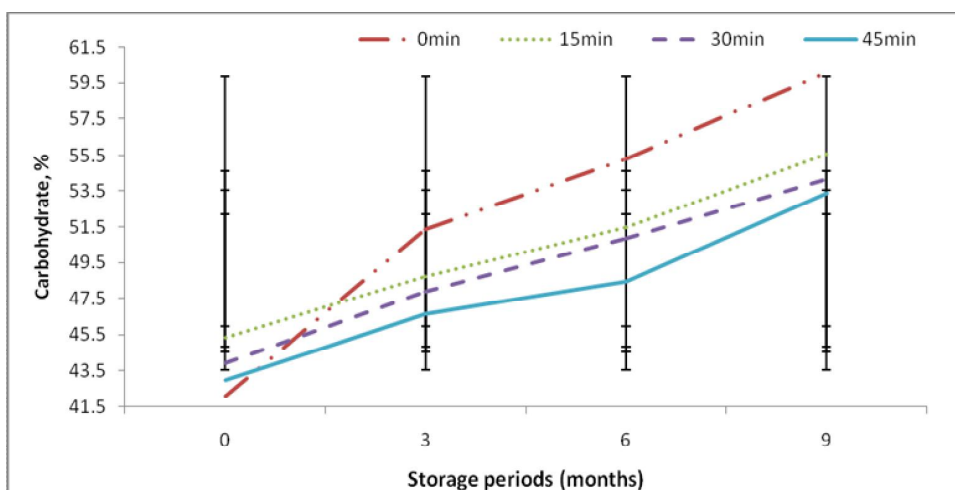 0min 15min 30min 45min
61.5
59.5
57.5
55.5
53.5
51.5
49.5
47.5
45.5
43.5
41.5
Carbohydrate, %
0 3 6 9
Storage periods (months)